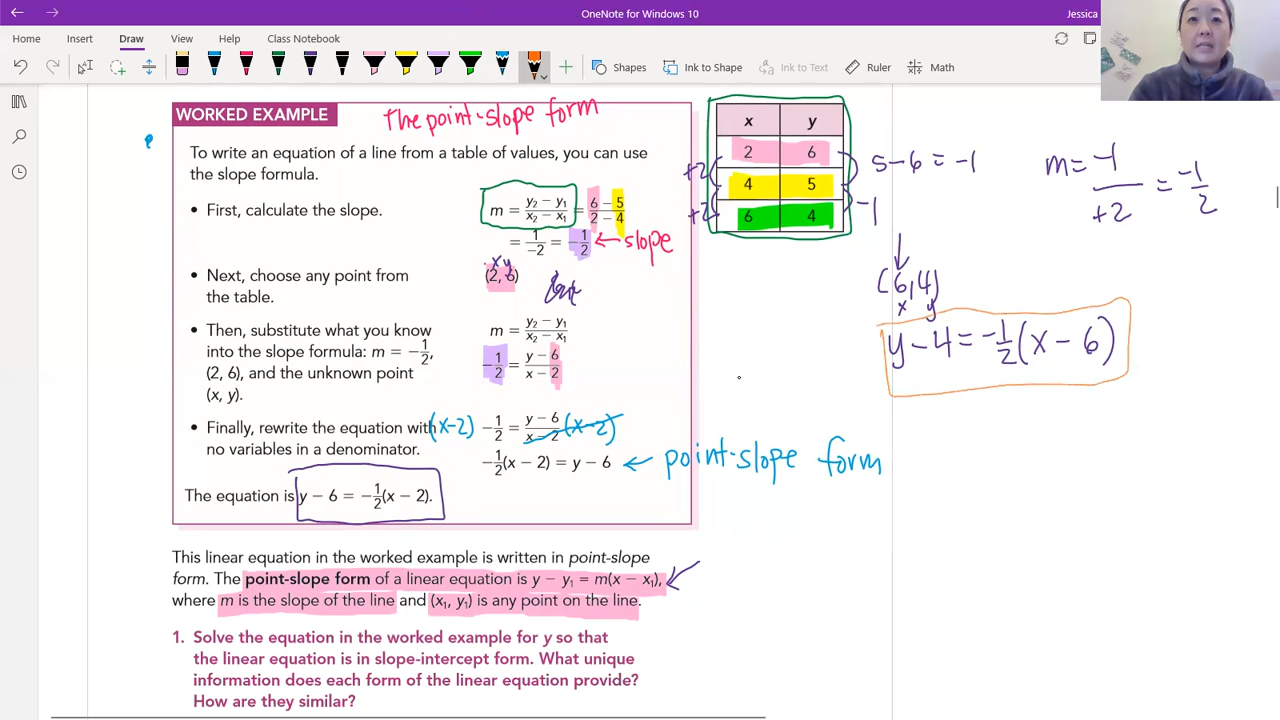 OneNote for Windows 10
Jessica
Home Insert Draw View Help Class Notebook
Shapes Ink to Shape Ink to Text Ruler Math
WORKED EXAMPLE
The point-slope form
To write an equation of a line from a table of values, you can use
the slope formula.
• First, calculate the slope.
m = y₂ − y₁ / x₂ − x₁ = 6 − 5 / 2 − 4
= 1/−2 = −1/2 ← slope
• Next, choose any point from
the table.
x y
(2, 6)
• Then, substitute what you know
into the slope formula: m = −1/2,
(2, 6), and the unknown point
(x, y).
m = y₂ − y₁ / x₂ − x₁
−1/2 = y − 6 / x − 2
• Finally, rewrite the equation with
no variables in a denominator.
(x-2) −1/2 = y − 6 / x − 2 (x-2)
−1/2(x − 2) = y − 6 ← point-slope form
The equation is y − 6 = −1/2(x − 2).
x y
2 6
4 5
6 4
+2
+2
5-6 = -1
-1
m = -1/+2 = -1/2
(6,4)
x y
y-4 = -1/2(x-6)
This linear equation in the worked example is written in point-slope
form. The point-slope form of a linear equation is y − y₁ = m(x − x₁),
where m is the slope of the line and (x₁, y₁) is any point on the line.
1. Solve the equation in the worked example for y so that
the linear equation is in slope-intercept form. What unique
information does each form of the linear equation provide?
How are they similar?